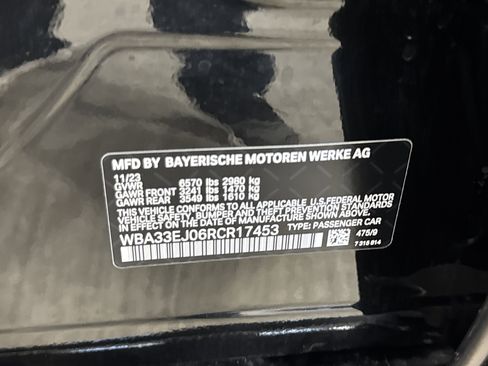 MFD BY BAYERISCHE MOTOREN WERKE AG
11/23
GVWR 6570 lbs 2980 kg
GAWR FRONT 3241 lbs 1470 kg
GAWR REAR 3549 lbs 1610 kg
THIS VEHICLE CONFORMS TO ALL APPLICABLE U.S.FEDERAL MOTOR
VEHICLE SAFETY, BUMPER, AND THEFT PREVENTION STANDARDS
IN EFFECT ON THE DATE OF MANUFACTURE SHOWN ABOVE.
WBA33EJ06RCR17453 TYPE: PASSENGER CAR
475/9
7 318 814